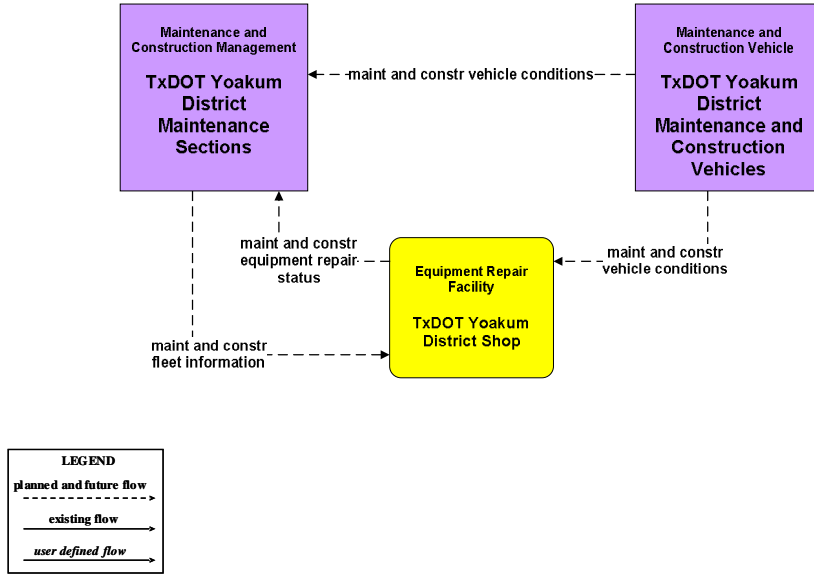 Maintenance and
Construction Management
TxDOT Yoakum
District
Maintenance
Sections
maint and constr vehicle conditions
Maintenance and
Construction Vehicle
TxDOT Yoakum
District
Maintenance and
Construction
Vehicles
maint and constr
equipment repair
status
Equipment Repair
Facility
TxDOT Yoakum
District Shop
maint and constr
vehicle conditions
maint and constr
fleet information
LEGEND
planned and future flow
existing flow
user defined flow